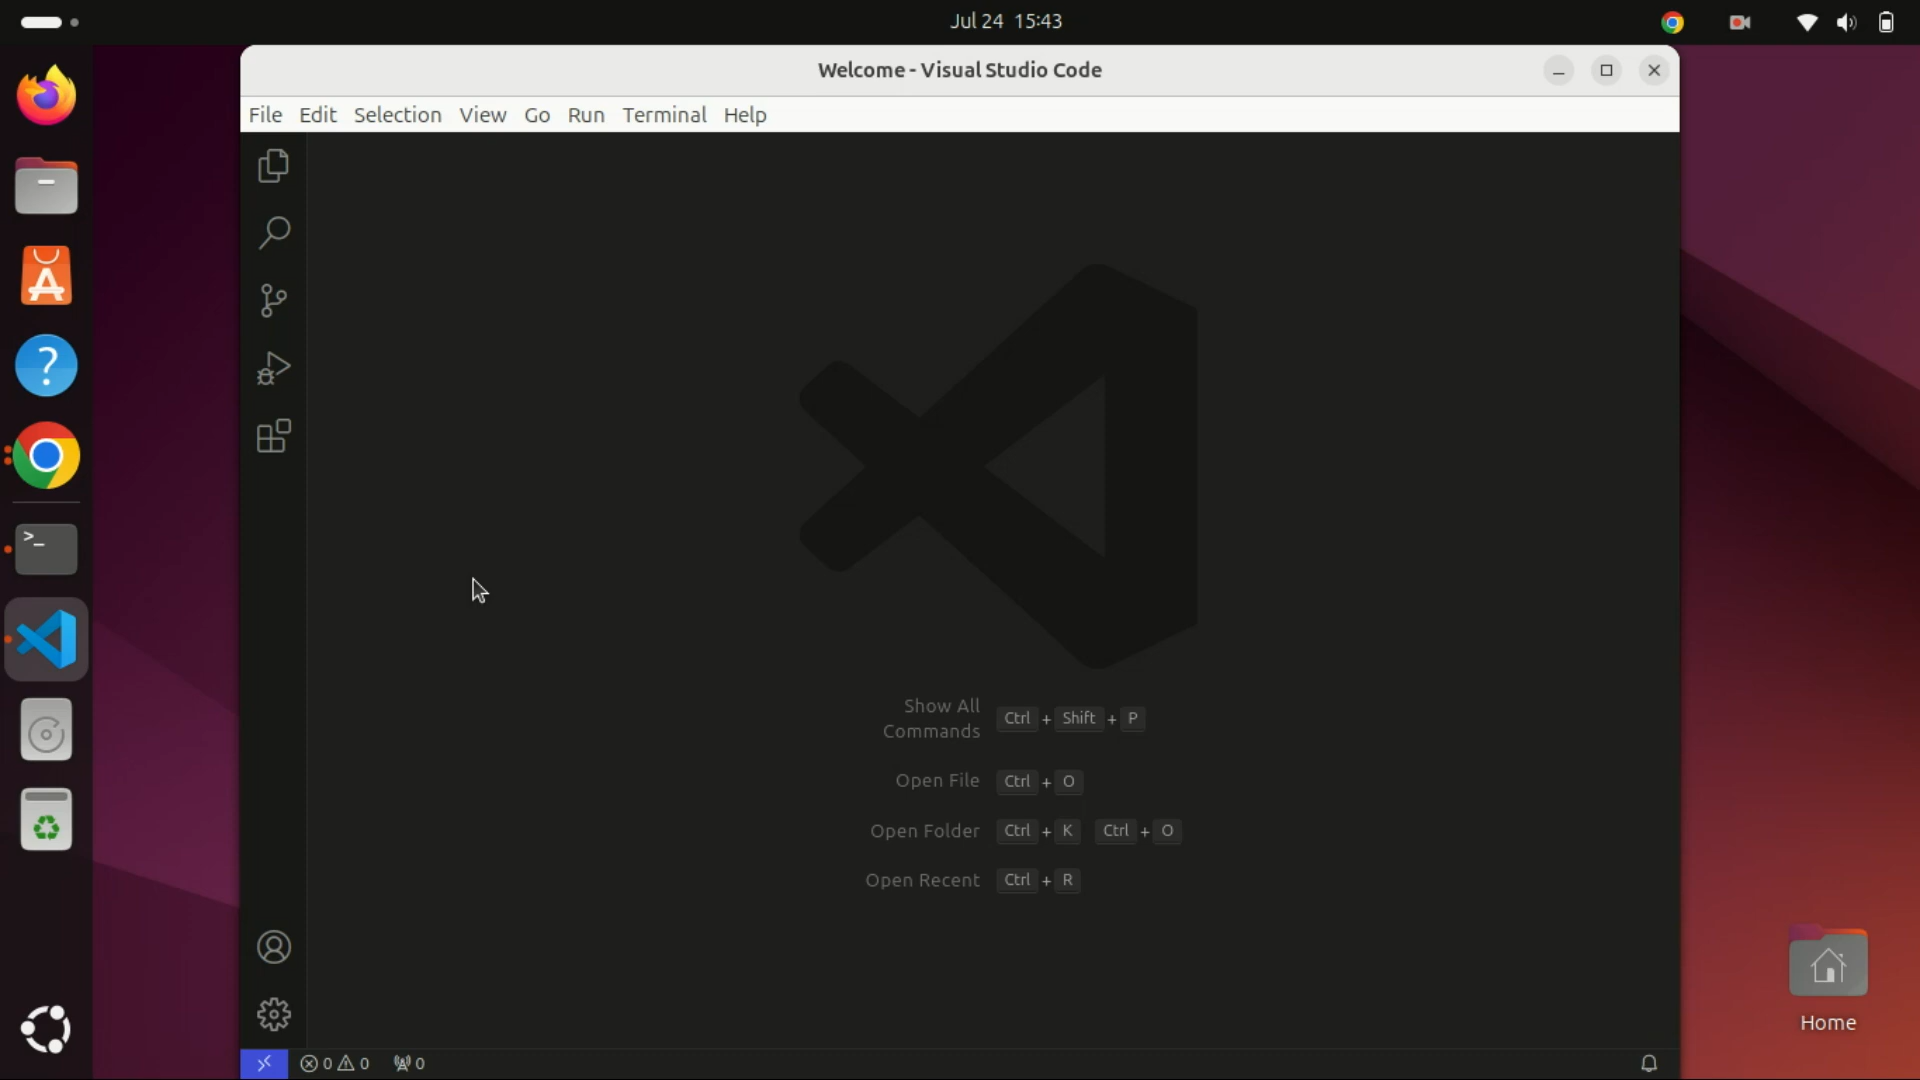 Jul 24 15:43
Welcome - Visual Studio Code
File Edit Selection View Go Run Terminal Help
Show All
Commands Ctrl + Shift + P
Open File Ctrl + O
Open Folder Ctrl + K Ctrl + O
Open Recent Ctrl + R
Home
0 0 0